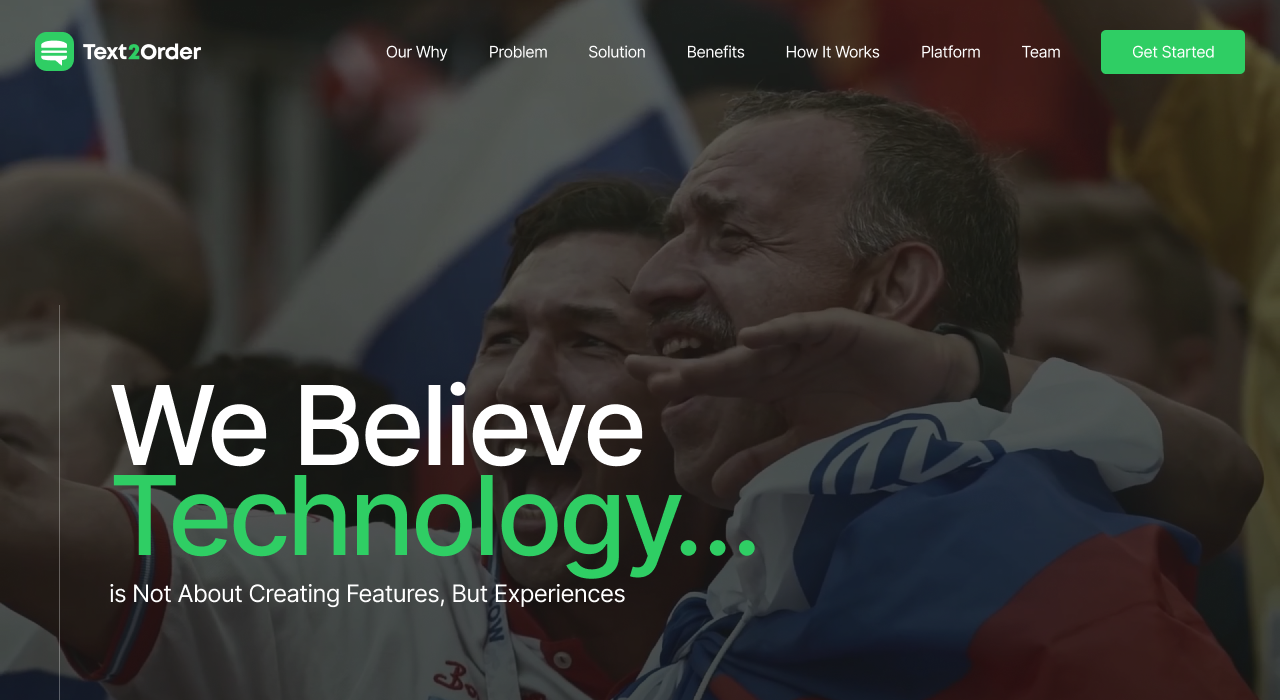 Text2Order
Our Why
Problem
Solution
Benefits
How It Works
Platform
Team
Get Started
We Believe
Technology...
is Not About Creating Features, But Experiences